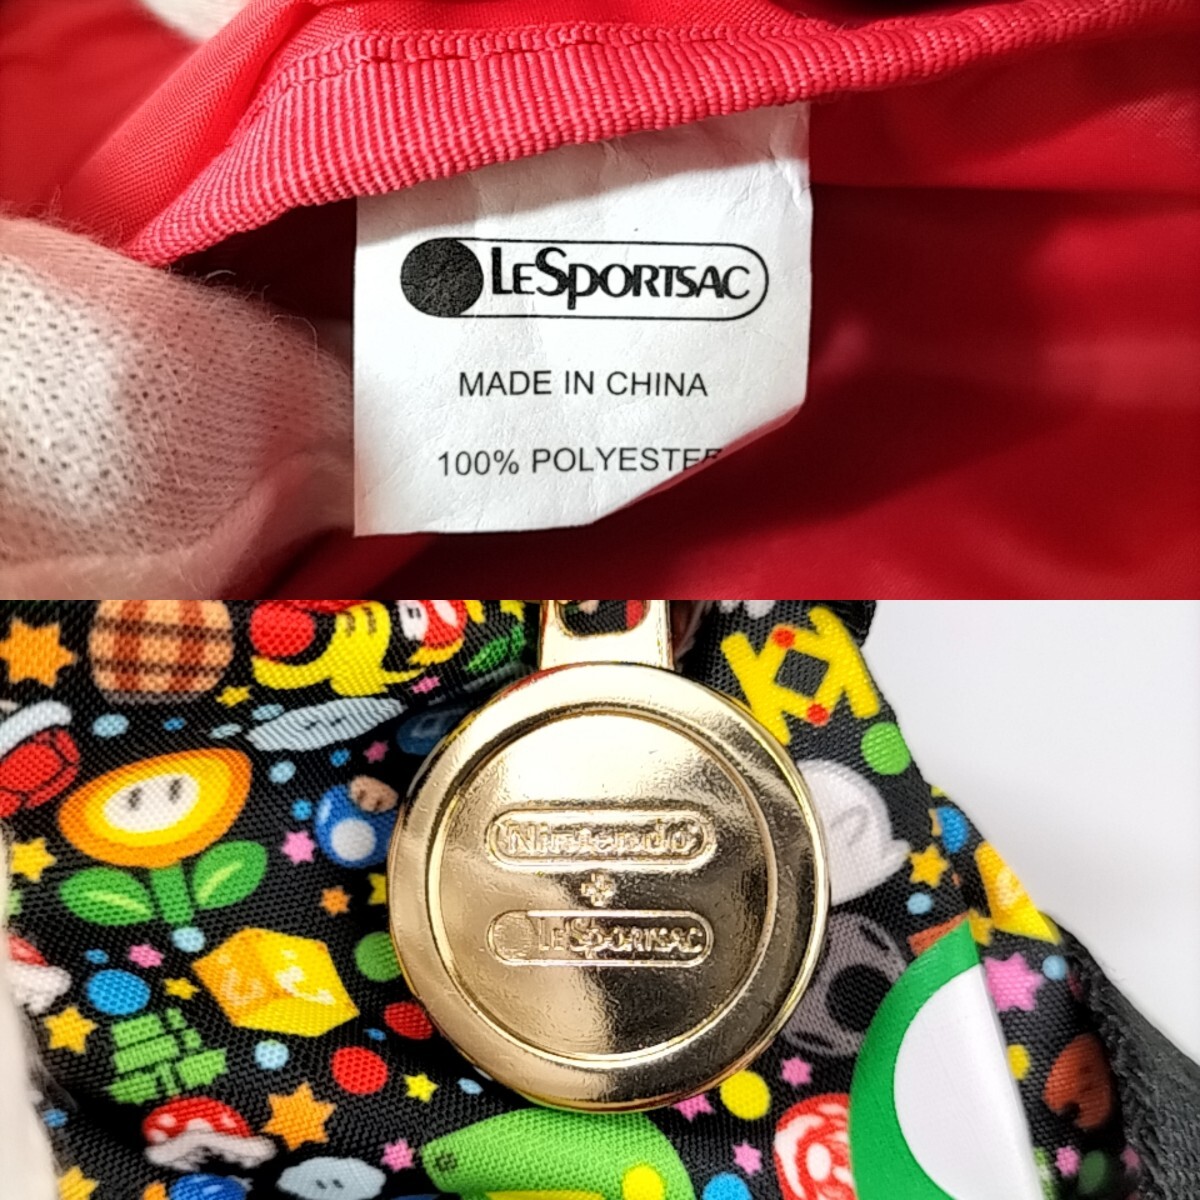 LESPORTSAC
MADE IN CHINA
100% POLYESTER
Nintendo
+
LESPORTSAC